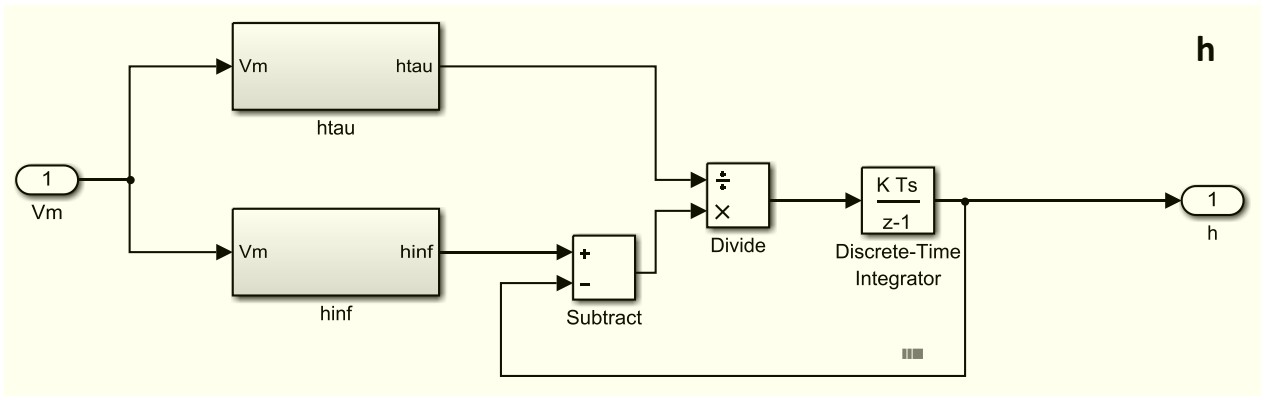 h
Vm
htau
htau
1
Vm
÷
×
Divide
K Ts
z-1
Discrete-Time
Integrator
1
h
Vm
hinf
hinf
+
−
Subtract